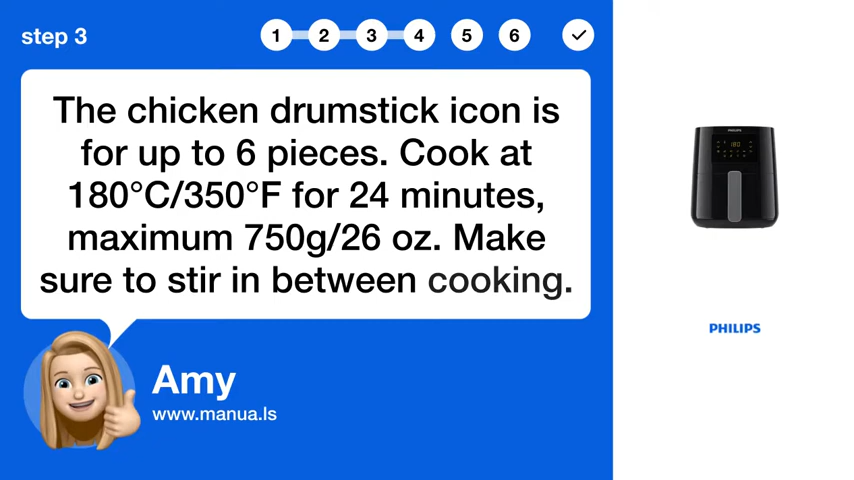 step 3
1 2 3 4 5 6
The chicken drumstick icon is
for up to 6 pieces. Cook at
180°C/350°F for 24 minutes,
maximum 750g/26 oz. Make
sure to stir in between cooking.
Amy
www.manua.ls
PHILIPS
180
PHILIPS